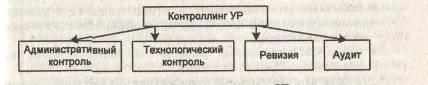 Контроллинг УР
Административный
контроль
Технологический
контроль
Ревизия
Аудит